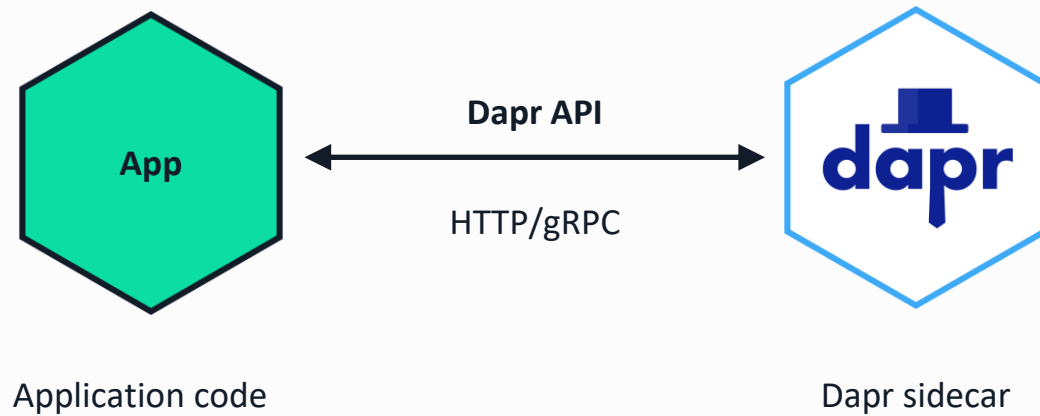 Dapr API
App
dapr
HTTP/gRPC
Application code
Dapr sidecar